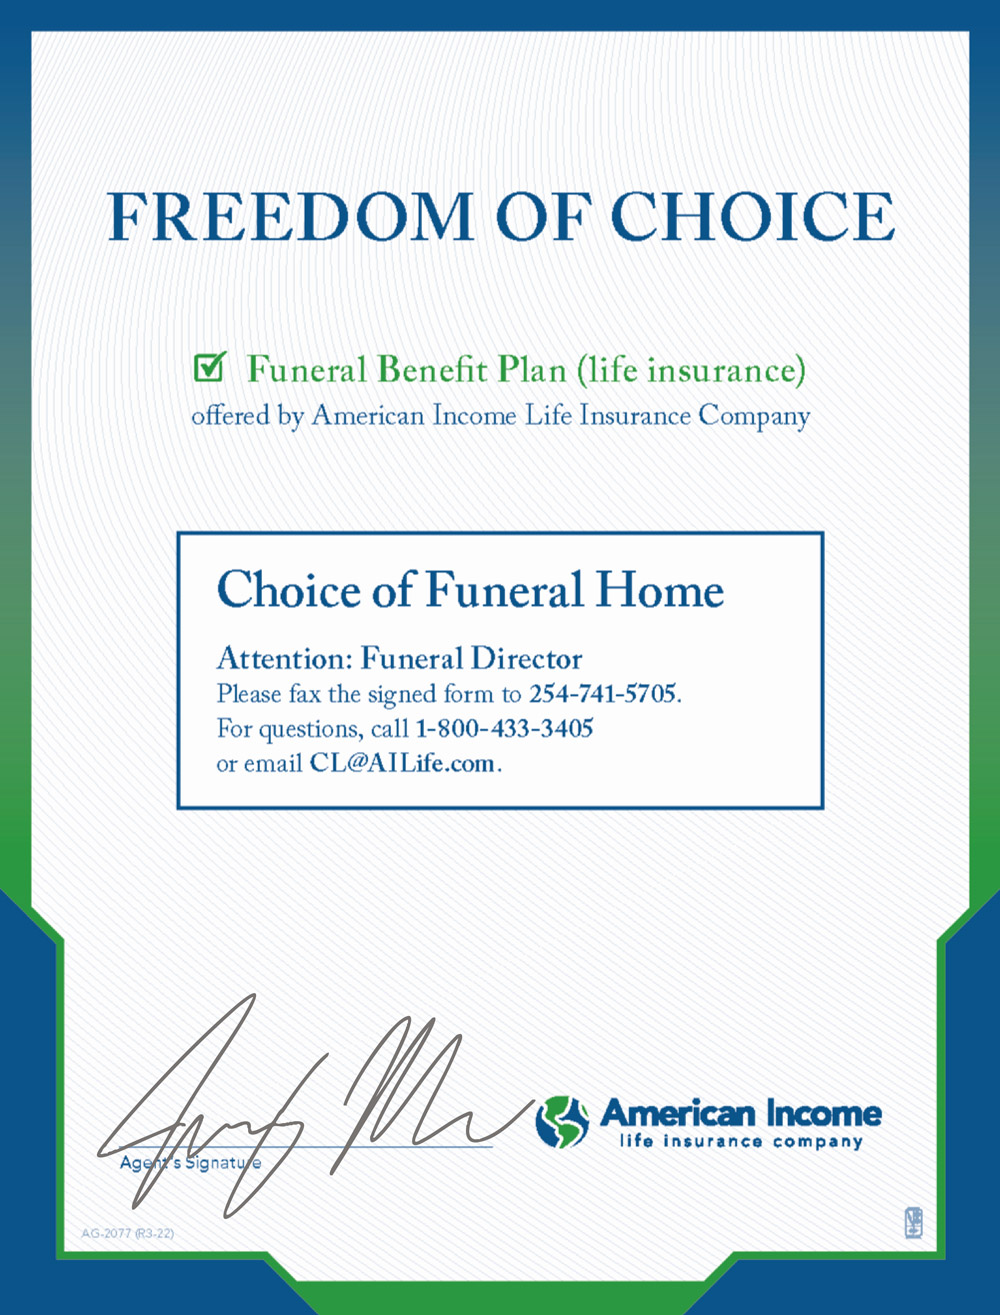 FREEDOM OF CHOICE
Funeral Benefit Plan (life insurance)
offered by American Income Life Insurance Company
Choice of Funeral Home
Attention: Funeral Director
Please fax the signed form to 254-741-5705.
For questions, call 1-800-433-3405
or email CL@AILife.com.
Agent's Signature
American Income
life insurance company
AG-2077 (R3-22)